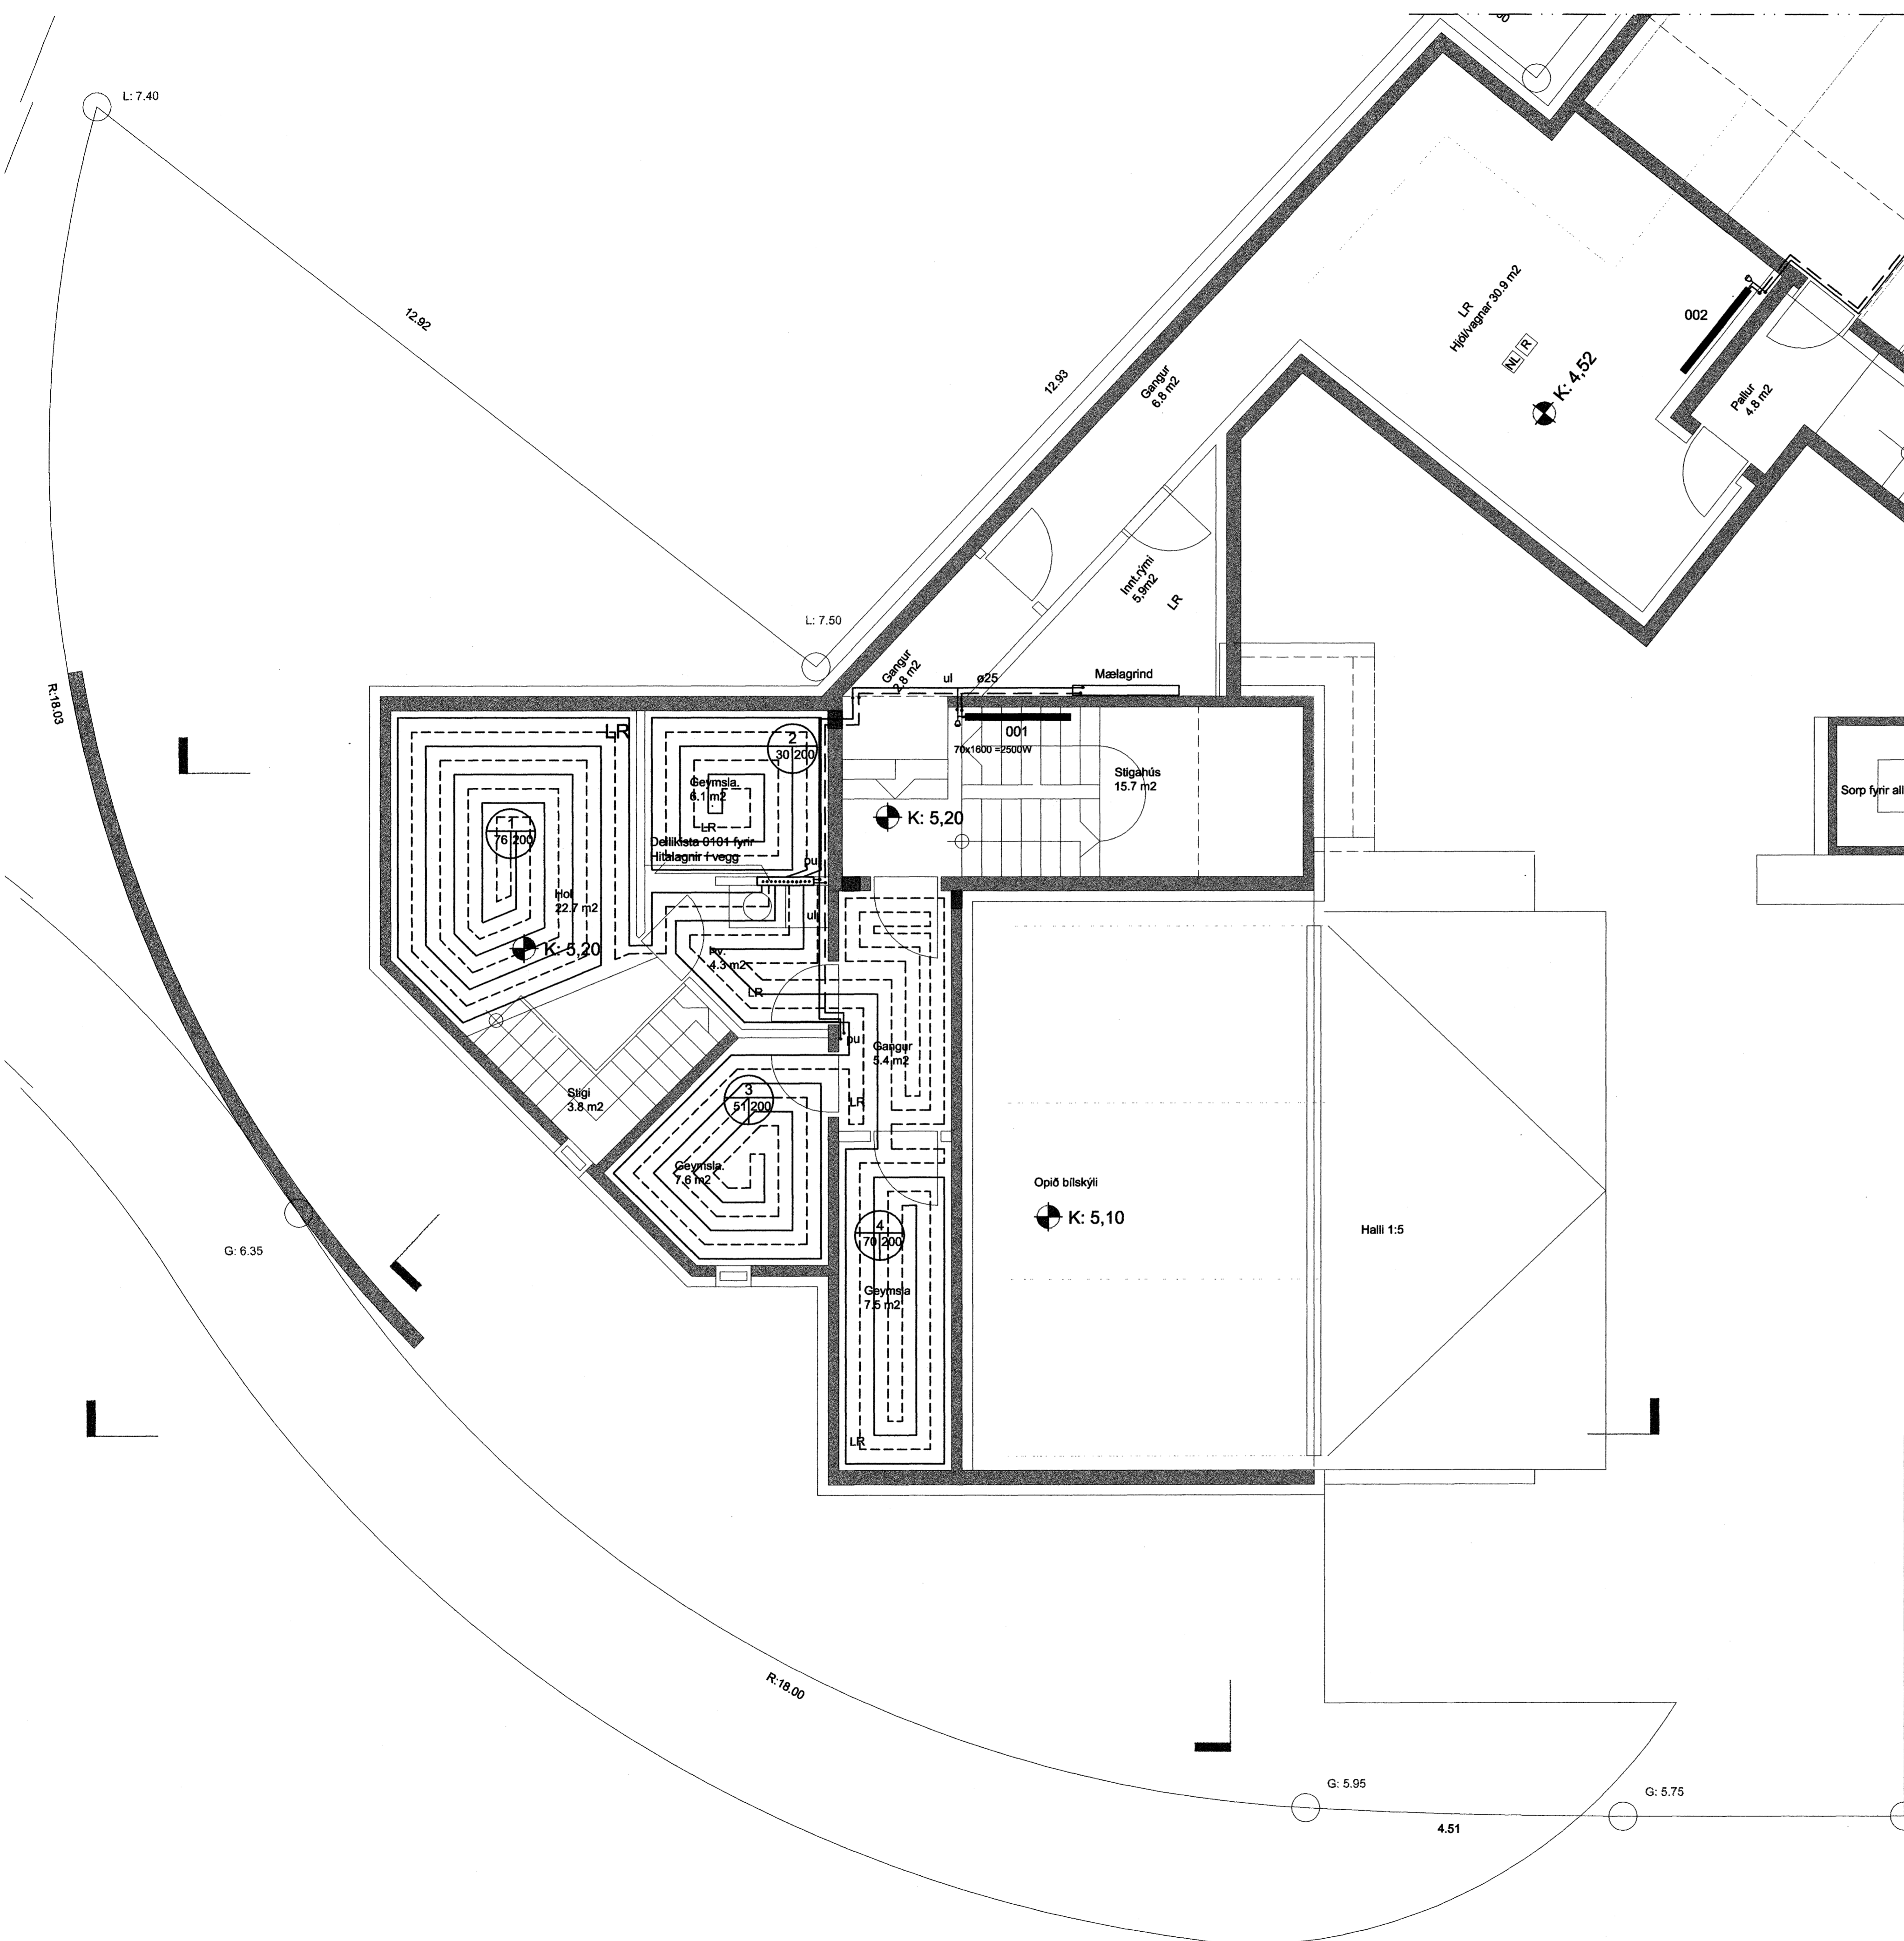 L: 7.40
12.92
12.93
Gangur
6.8 m2
LR
Hjól/vagnar 30.9 m2
NL
R
K: 4,52
002
Pallur
4.8 m2
Innt.rými
5,9m2
LR
L: 7.50
R:18.03
Gangur
2.8 m2
ul
ø25
Mælagrind
001
70x1600 =2500W
Stigahús
15.7 m2
K: 5,20
Sorp fyrir all
LR
2
30 200
Geymsla.
6.1 m2
LR
Deilikista 0101 fyrir
Hitalagnir í vegg
pu
1
76 200
Hol
22.7 m2
K: 5,20
ul
Þv.
4.3 m2
LR
pu
Gangur
5.4 m2
LR
Stigi
3.8 m2
3
51 200
Geymsla.
7.6 m2
4
70 200
Geymsla
7.5 m2
LR
Opið bílskýli
K: 5,10
Halli 1:5
G: 6.35
R:18.00
G: 5.95
G: 5.75
4.51